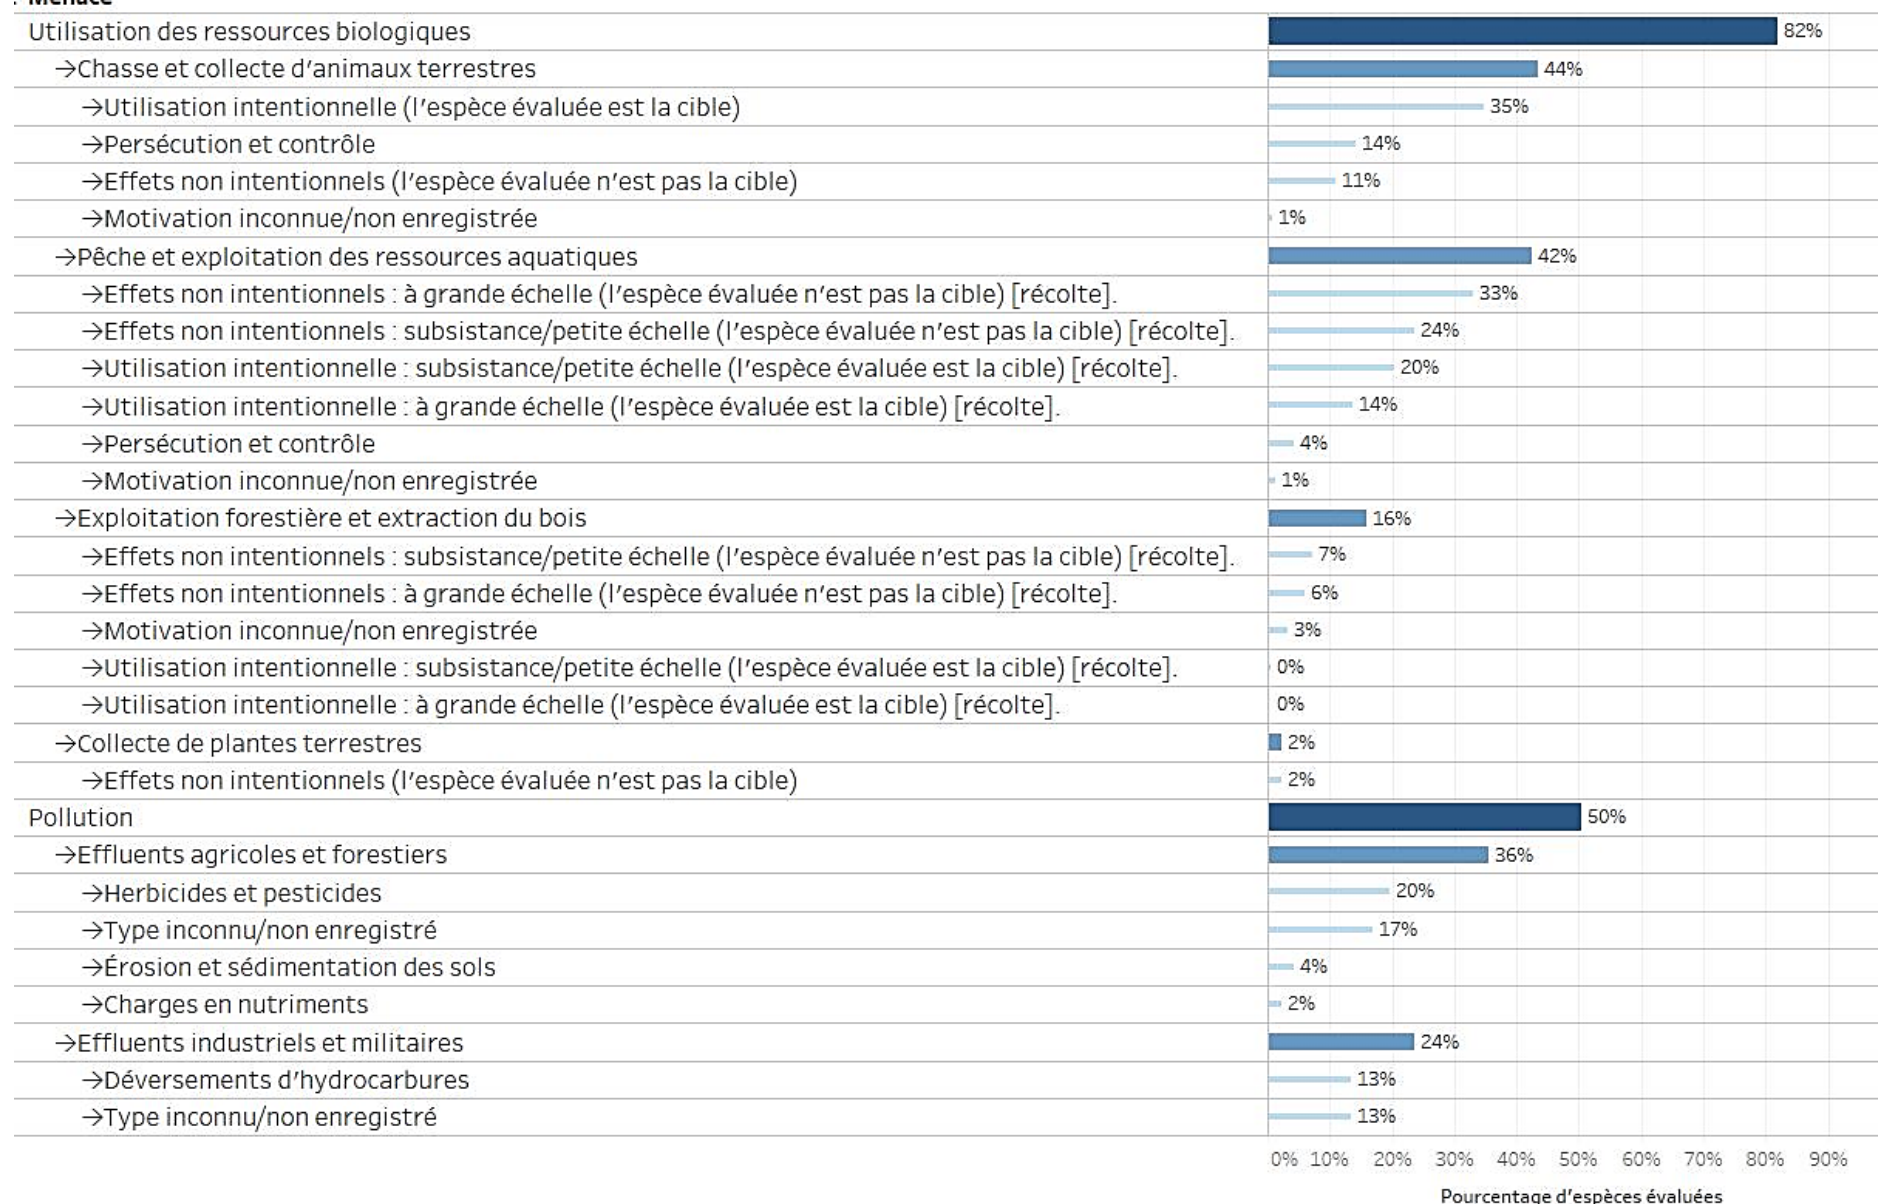 Menace
Utilisation des ressources biologiques 82%
→Chasse et collecte d'animaux terrestres 44%
→Utilisation intentionnelle (l'espèce évaluée est la cible) 35%
→Persécution et contrôle 14%
→Effets non intentionnels (l'espèce évaluée n'est pas la cible) 11%
→Motivation inconnue/non enregistrée 1%
→Pêche et exploitation des ressources aquatiques 42%
→Effets non intentionnels : à grande échelle (l'espèce évaluée n'est pas la cible) [récolte]. 33%
→Effets non intentionnels : subsistance/petite échelle (l'espèce évaluée n'est pas la cible) [récolte]. 24%
→Utilisation intentionnelle : subsistance/petite échelle (l'espèce évaluée est la cible) [récolte]. 20%
→Utilisation intentionnelle : à grande échelle (l'espèce évaluée est la cible) [récolte]. 14%
→Persécution et contrôle 4%
→Motivation inconnue/non enregistrée 1%
→Exploitation forestière et extraction du bois 16%
→Effets non intentionnels : subsistance/petite échelle (l'espèce évaluée n'est pas la cible) [récolte]. 7%
→Effets non intentionnels : à grande échelle (l'espèce évaluée n'est pas la cible) [récolte]. 6%
→Motivation inconnue/non enregistrée 3%
→Utilisation intentionnelle : subsistance/petite échelle (l'espèce évaluée est la cible) [récolte]. 0%
→Utilisation intentionnelle : à grande échelle (l'espèce évaluée est la cible) [récolte]. 0%
→Collecte de plantes terrestres 2%
→Effets non intentionnels (l'espèce évaluée n'est pas la cible) 2%
Pollution 50%
→Effluents agricoles et forestiers 36%
→Herbicides et pesticides 20%
→Type inconnu/non enregistré 17%
→Érosion et sédimentation des sols 4%
→Charges en nutriments 2%
→Effluents industriels et militaires 24%
→Déversements d'hydrocarbures 13%
→Type inconnu/non enregistré 13%
0% 10% 20% 30% 40% 50% 60% 70% 80% 90%
Pourcentage d'espèces évaluées